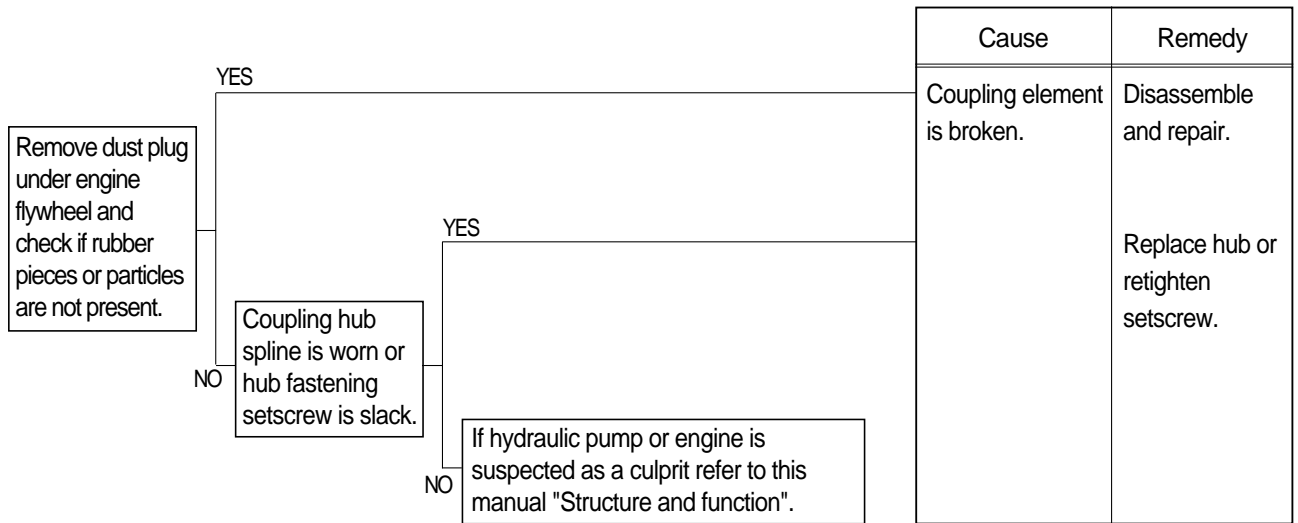 Cause
Remedy
YES
Coupling element
is broken.
Disassemble
and repair.
Remove dust plug
under engine
flywheel and
check if rubber
pieces or particles
are not present.
YES
Replace hub or
retighten
setscrew.
NO
Coupling hub
spline is worn or
hub fastening
setscrew is slack.
NO
If hydraulic pump or engine is
suspected as a culprit refer to this
manual "Structure and function".